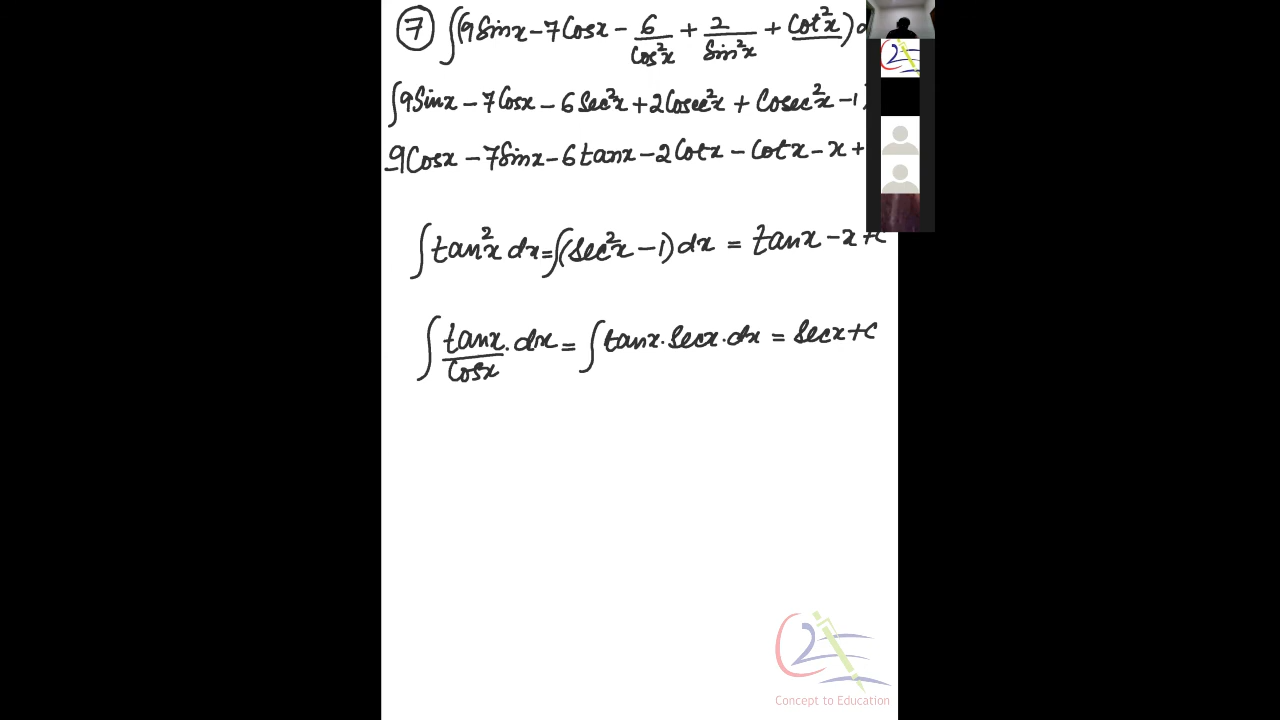 ⑦ ∫(9Sinx-7Cosx - 6/Cos²x + 2/Sin²x + Cot²x) d
∫9Sinx - 7Cosx - 6Sec²x + 2Cosec²x + Cosec²x - 1)
-9Cosx - 7Sinx - 6tanx - 2Cotx - Cotx - x +
∫tan²x dx = ∫(Sec²x - 1) dx = tanx - x + c
∫tanx/Cosx . dx = ∫tanx . Secx . dx = Secx + c
C2
Concept to Education